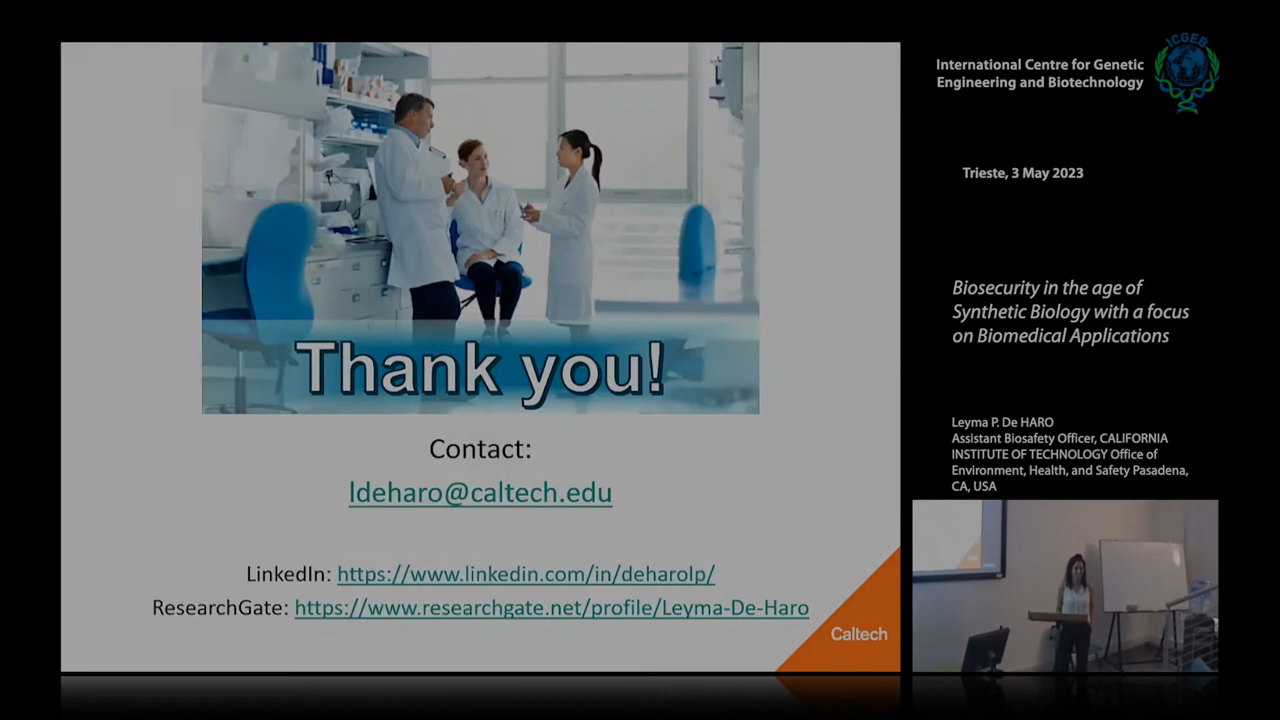 Thank you!
Contact:
ldeharo@caltech.edu
LinkedIn: https://www.linkedin.com/in/deharolp/
ResearchGate: https://www.researchgate.net/profile/Leyma-De-Haro
Caltech
International Centre for Genetic
Engineering and Biotechnology
ICGEB
Trieste, 3 May 2023
Biosecurity in the age of
Synthetic Biology with a focus
on Biomedical Applications
Leyma P. De HARO
Assistant Biosafety Officer, CALIFORNIA
INSTITUTE OF TECHNOLOGY Office of
Environment, Health, and Safety Pasadena,
CA, USA